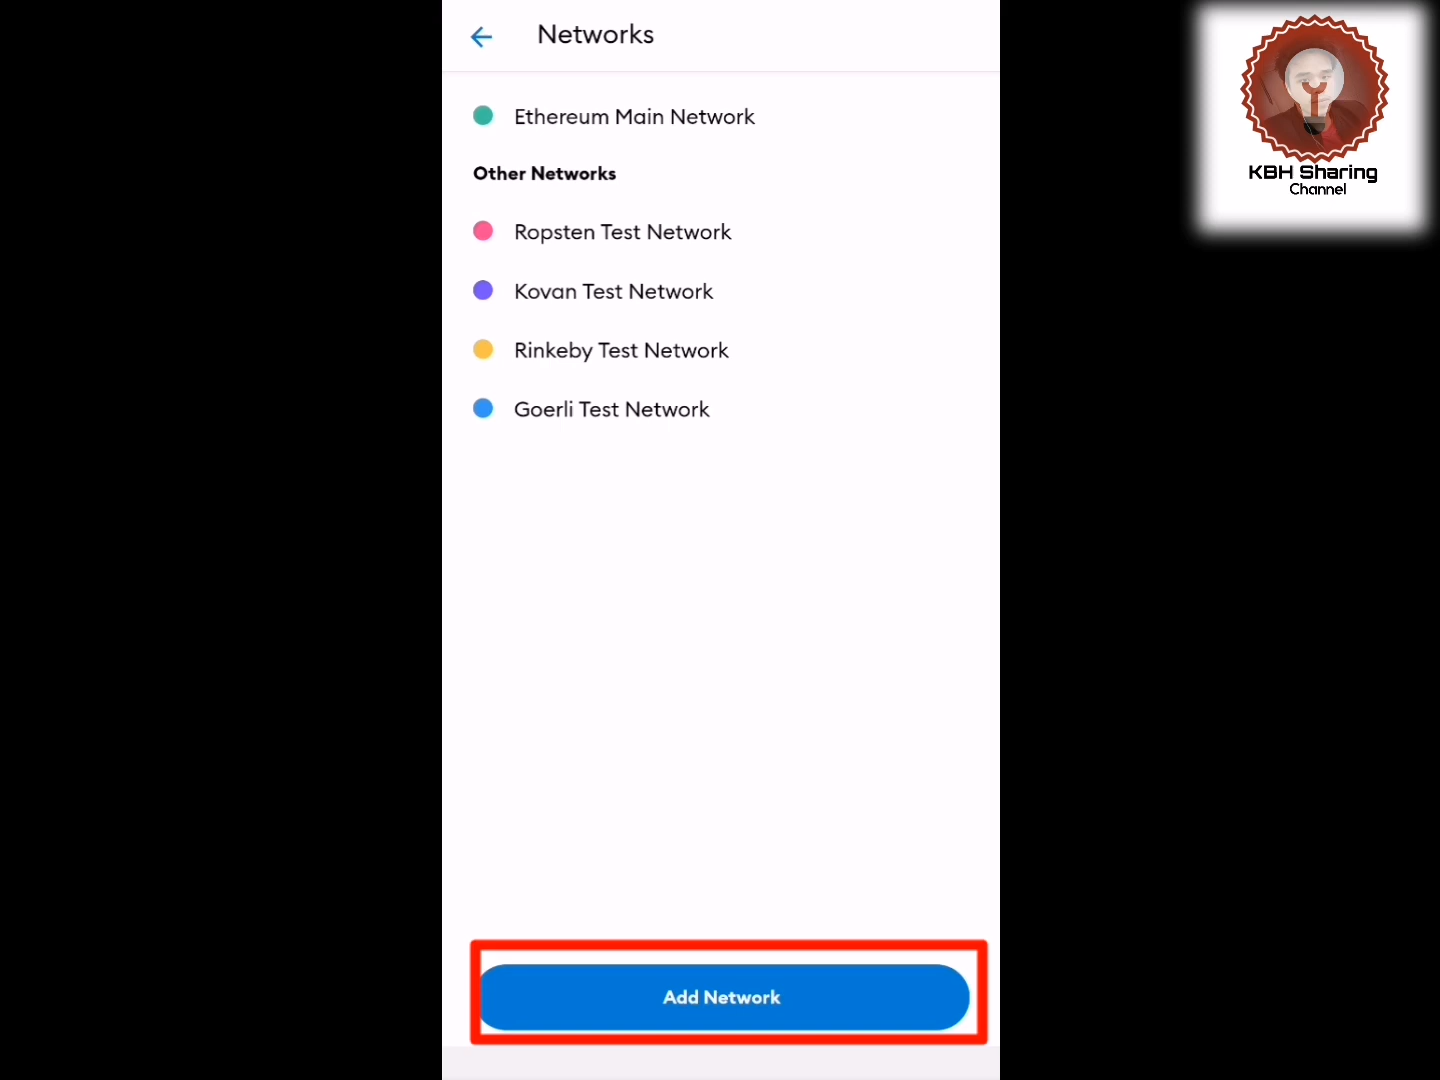 Networks
Ethereum Main Network
Other Networks
Ropsten Test Network
Kovan Test Network
Rinkeby Test Network
Goerli Test Network
Add Network
KBH Sharing
Channel